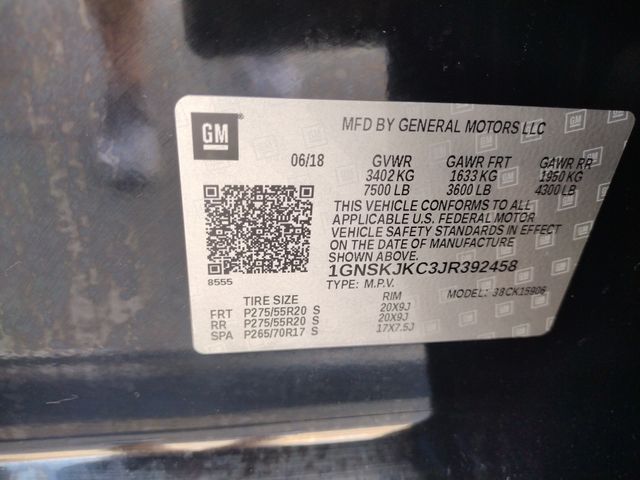 GM
MFD BY GENERAL MOTORS LLC
06/18 GVWR GAWR FRT GAWR RR
3402 KG 1633 KG 1950 KG
7500 LB 3600 LB 4300 LB
THIS VEHICLE CONFORMS TO ALL
APPLICABLE U.S. FEDERAL MOTOR
VEHICLE SAFETY STANDARDS IN EFFECT
ON THE DATE OF MANUFACTURE SHOWN ABOVE.
8555
1GNSKJKC3JR392458
TYPE: M.P.V. MODEL: CK15906
TIRE SIZE RIM
FRT P275/55R20 S 20X9J
RR P275/55R20 S 20X9J
SPA P265/70R17 S 17X7.5J